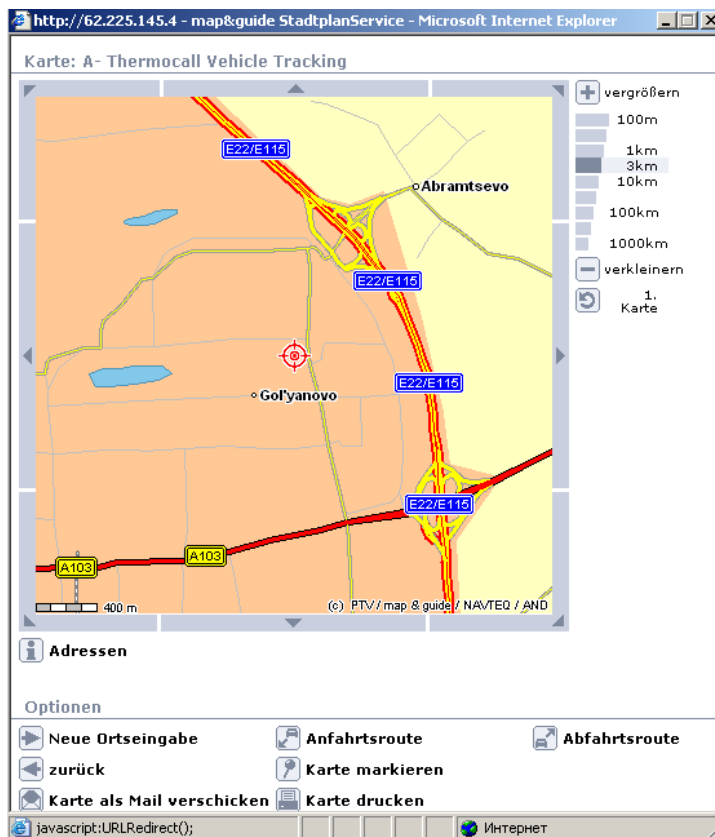 http://62.225.145.4 - map&guide StadtplanService - Microsoft Internet Explorer
Karte: A- Thermocall Vehicle Tracking
vergrößern
100m
1km
3km
10km
100km
1000km
verkleinern
1. Karte
E22/E115
Abramtsevo
E22/E115
E22/E115
Gol'yanovo
E22/E115
A103
A103
400 m
(c) PTV / map & guide / NAVTEQ / AND
Adressen
Optionen
Neue Ortseingabe
Anfahrtsroute
Abfahrtsroute
zurück
Karte markieren
Karte als Mail verschicken
Karte drucken
javascript:URLRedirect();
Интернет